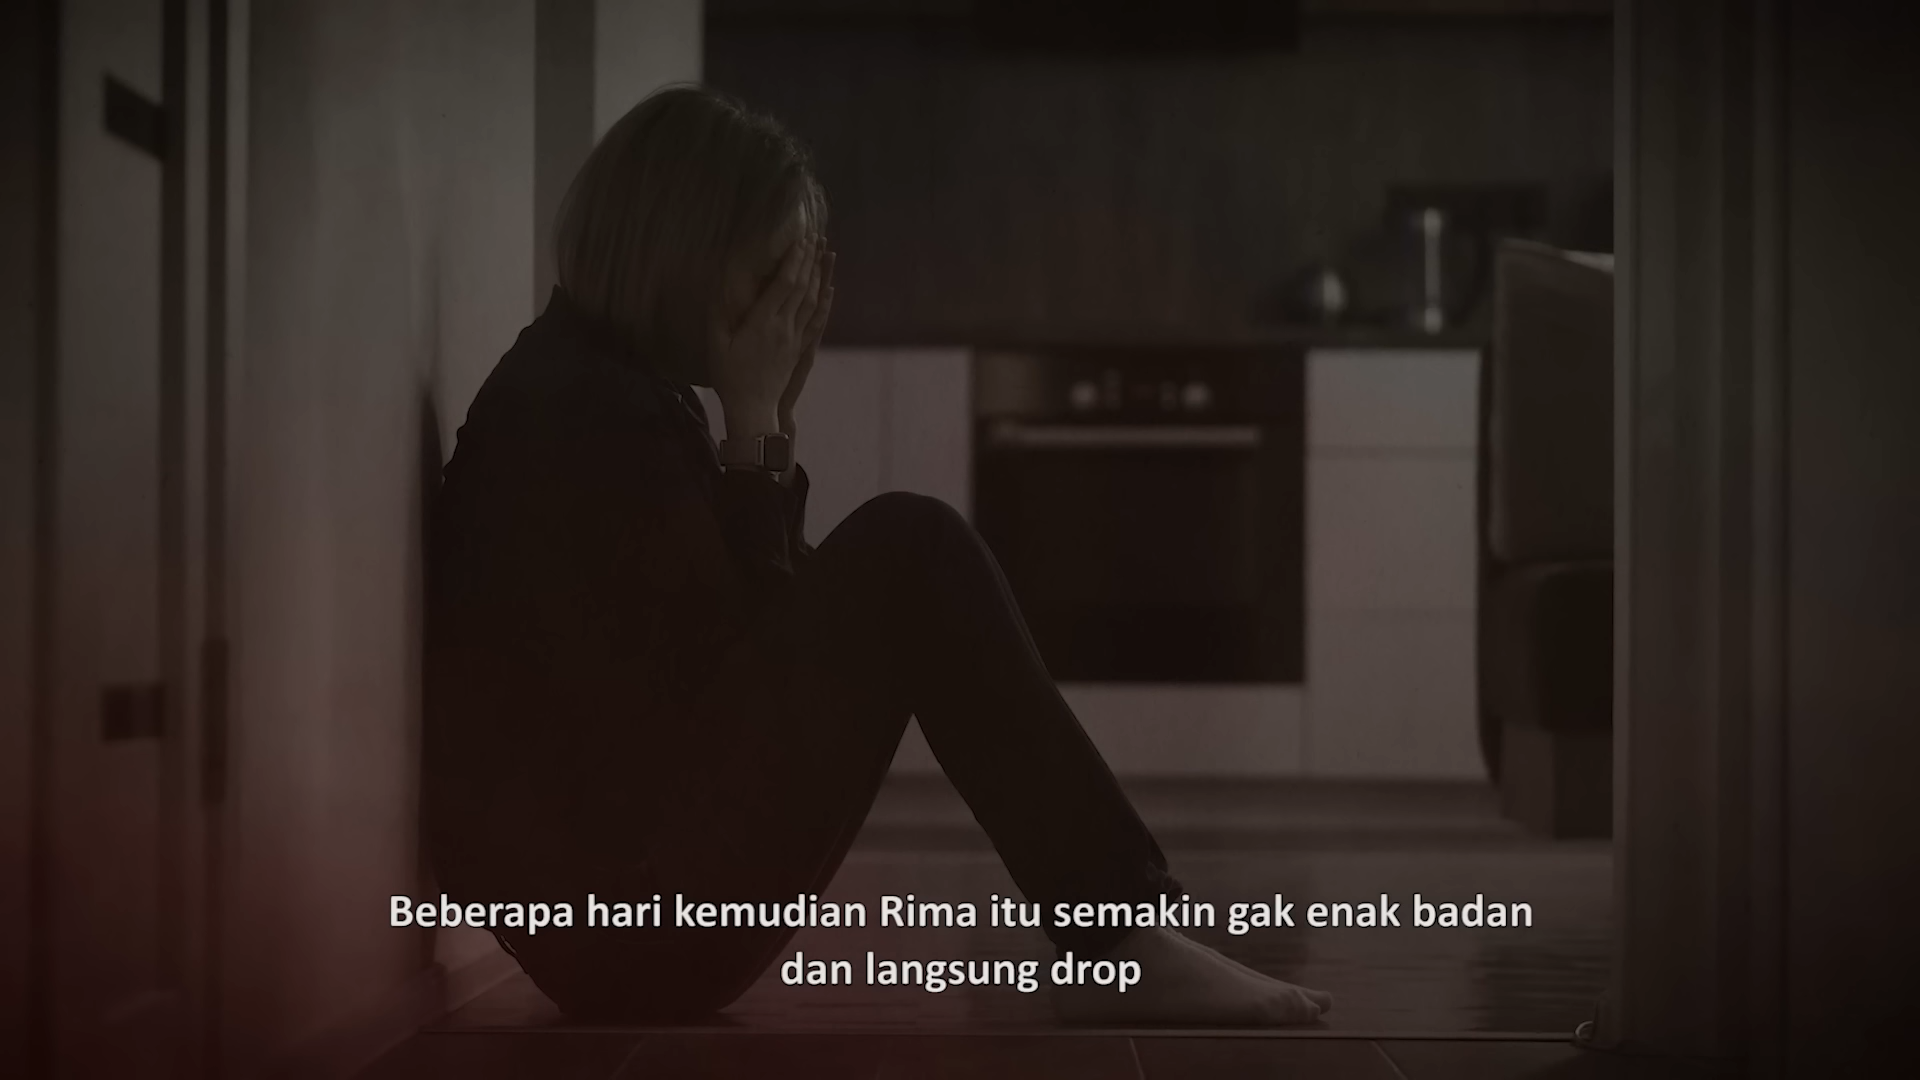 Beberapa hari kemudian Rima itu semakin gak enak badan
dan langsung drop